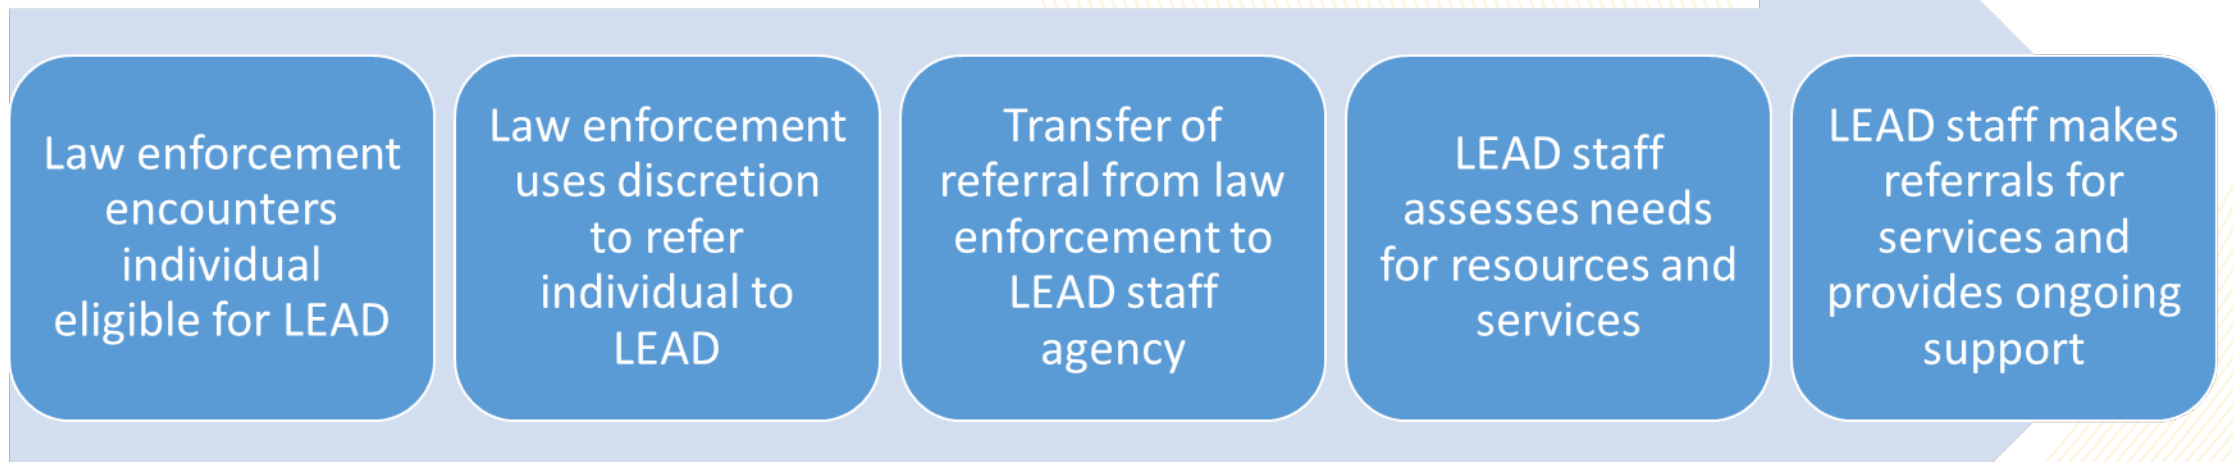 Law enforcement
encounters
individual
eligible for LEAD
Law enforcement
uses discretion
to refer
individual to
LEAD
Transfer of
referral from law
enforcement to
LEAD staff
agency
LEAD staff
assesses needs
for resources and
services
LEAD staff makes
referrals for
services and
provides ongoing
support